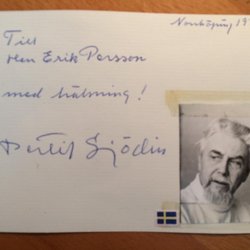 Norrköping 19
Till
Herr Erik Persson
med hälsning!
Bertil Sjödin